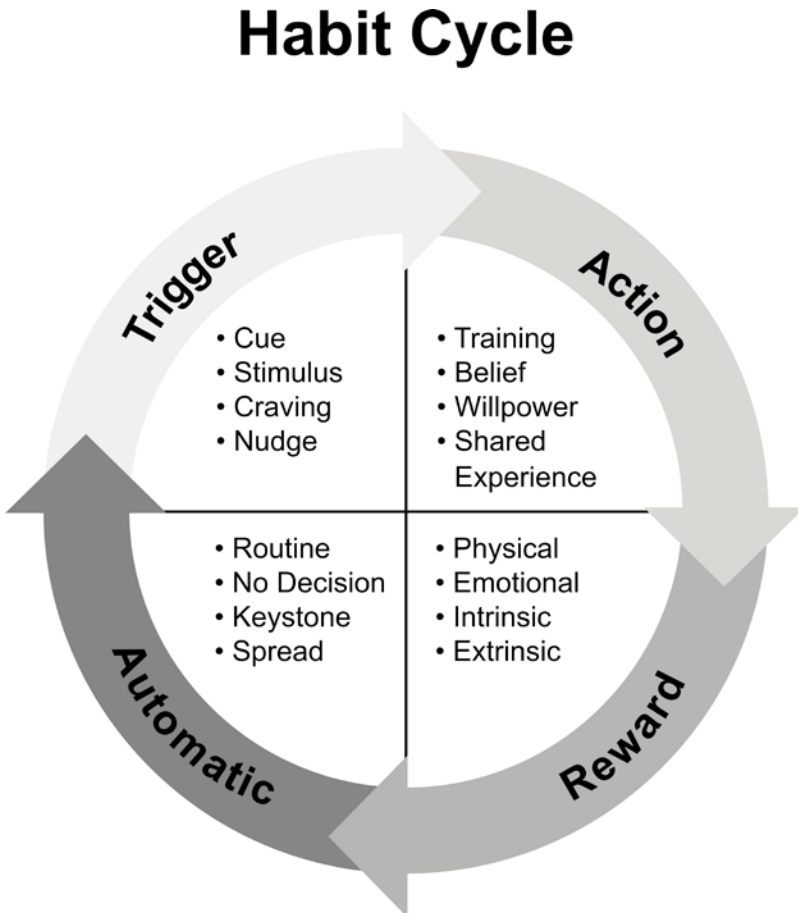 Habit Cycle
Trigger
• Cue
• Stimulus
• Craving
• Nudge
Action
• Training
• Belief
• Willpower
• Shared
Experience
Reward
• Physical
• Emotional
• Intrinsic
• Extrinsic
Automatic
• Routine
• No Decision
• Keystone
• Spread